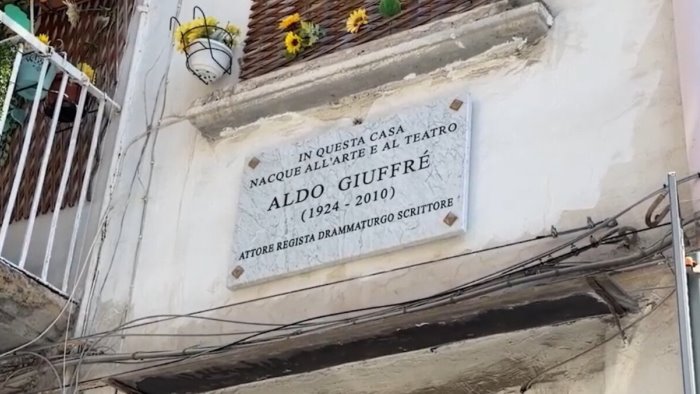 IN QUESTA CASA
NACQUE ALL'ARTE E AL TEATRO
ALDO GIUFFRÉ
(1924 - 2010)
ATTORE REGISTA DRAMMATURGO SCRITTORE